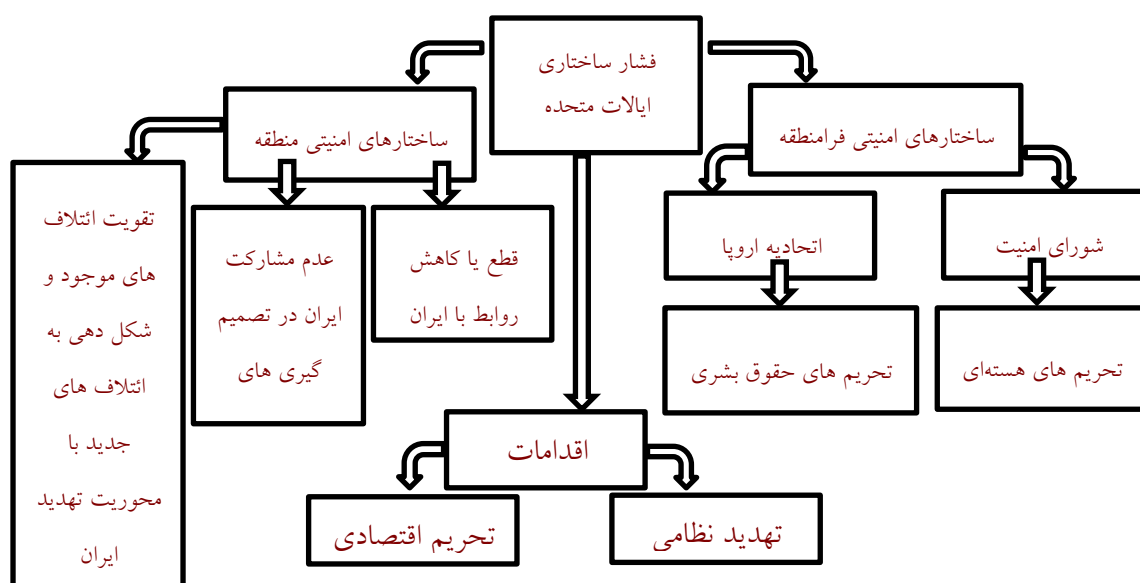 فشار ساختاری
ایالات متحده
ساختارهای امنیتی فرامنطقه
ساختارهای امنیتی منطقه
شورای امنیت
اتحادیه اروپا
قطع یا کاهش
روابط با ایران
عدم مشارکت
ایران در تصمیم
گیری های
تقویت ائتلاف
های موجود و
شکل دهی به
ائتلاف های
جدید با
محوریت تهدید
ایران
تحریم های هسته‌ای
تحریم های حقوق بشری
اقدامات
تهدید نظامی
تحریم اقتصادی